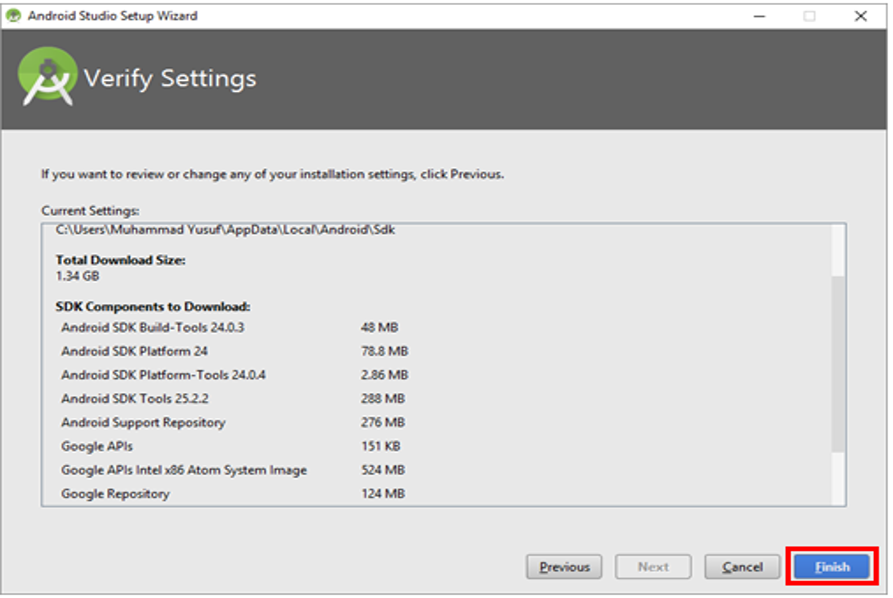 Android Studio Setup Wizard
Verify Settings
If you want to review or change any of your installation settings, click Previous.
Current Settings:
C:\Users\Muhammad Yusuf\AppData\Local\Android\Sdk
Total Download Size:
1.34 GB
SDK Components to Download:
Android SDK Build-Tools 24.0.3 48 MB
Android SDK Platform 24 78.8 MB
Android SDK Platform-Tools 24.0.4 2.86 MB
Android SDK Tools 25.2.2 288 MB
Android Support Repository 276 MB
Google APIs 151 KB
Google APIs Intel x86 Atom System Image 524 MB
Google Repository 124 MB
Previous Next Cancel Finish